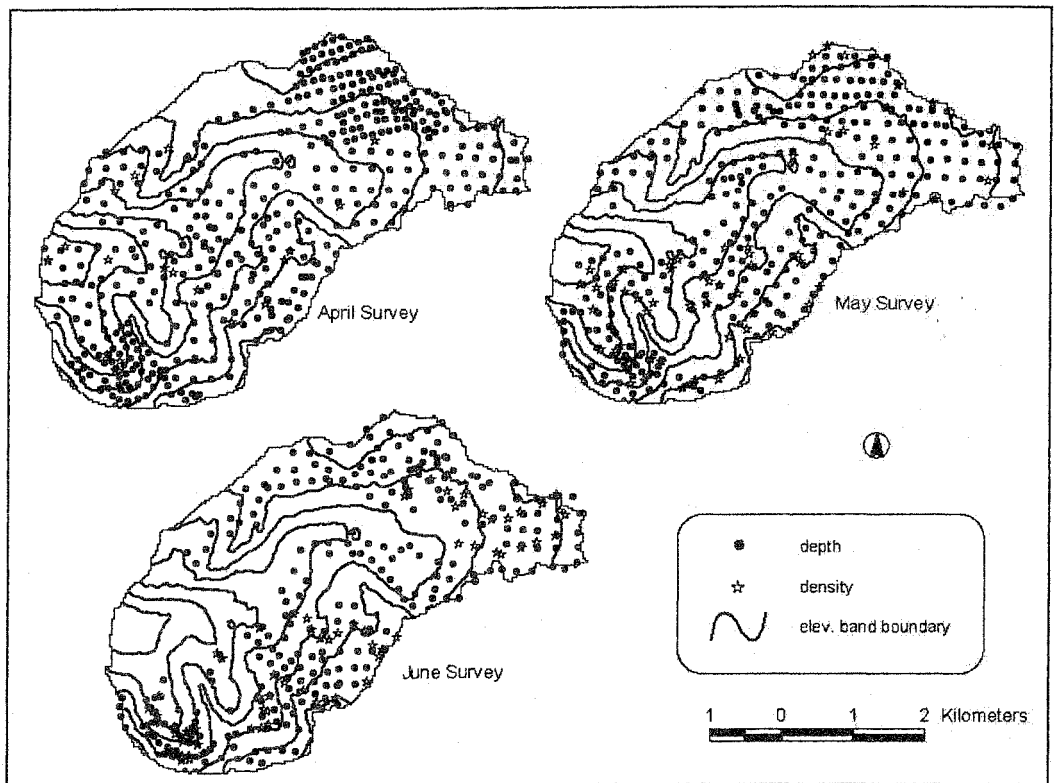 April Survey
May Survey
June Survey
depth
density
elev. band boundary
1 0 1 2 Kilometers